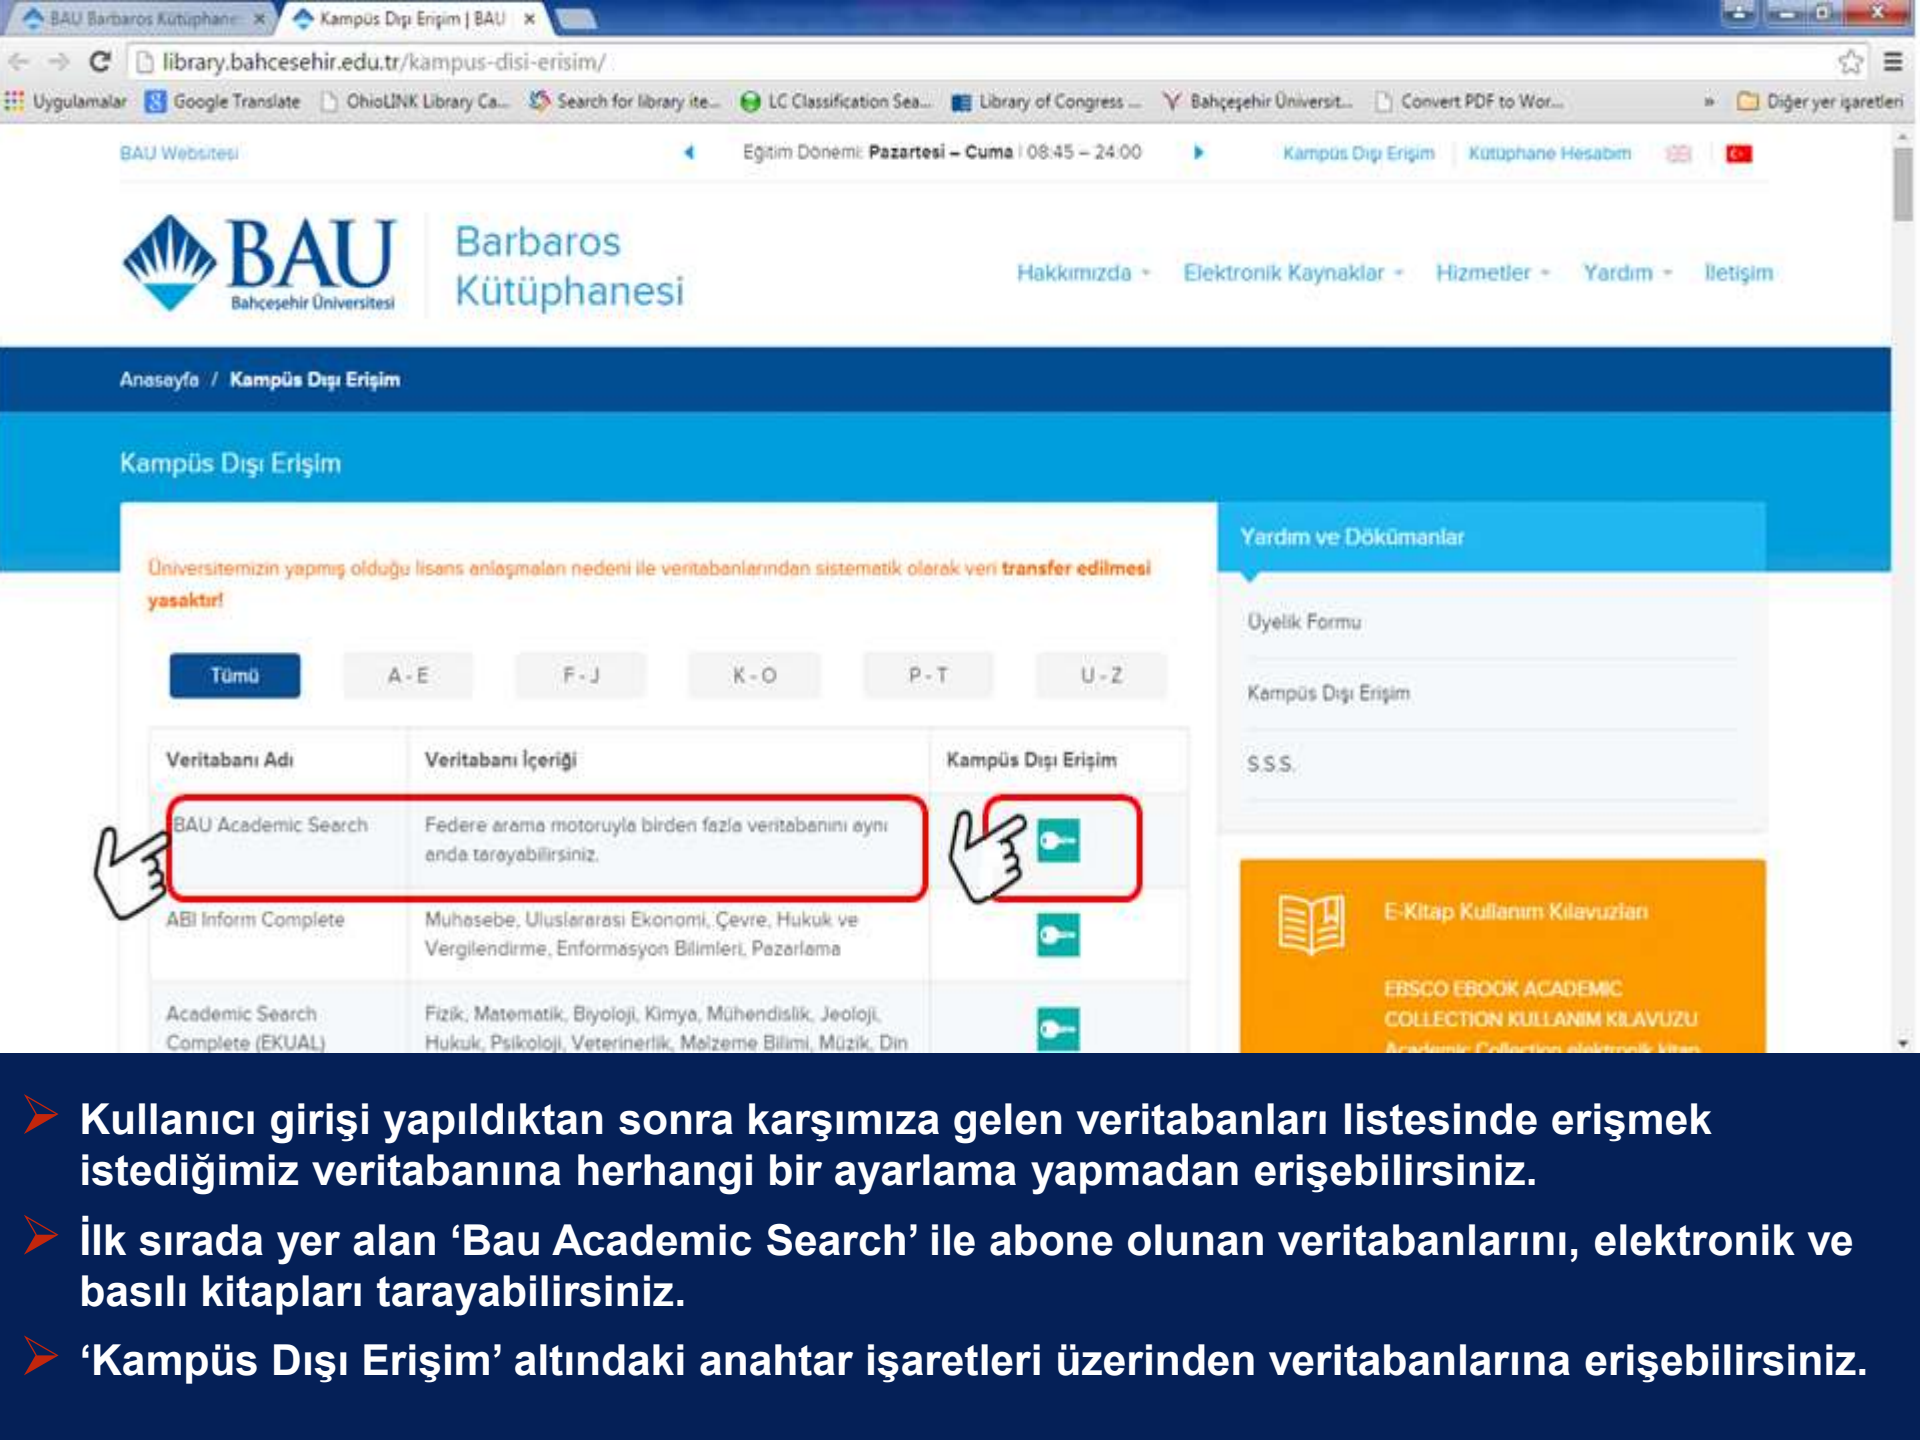 BAU Barbaros Kütüphane
Kampüs Dışı Erişim | BAU
library.bahcesehir.edu.tr/kampus-disi-erisim/
Uygulamalar Google Translate OhioLINK Library Ca... Search for library ite... LC Classification Sea... Library of Congress ... Bahçeşehir Üniversit... Convert PDF to Wor... » Diğer yer işaretleri
BAU Websitesi Eğitim Dönemi: Pazartesi – Cuma | 08:45 – 24:00 Kampüs Dışı Erişim Kütüphane Hesabım
BAU
Bahçeşehir Üniversitesi
Barbaros
Kütüphanesi
Hakkımızda Elektronik Kaynaklar Hizmetler Yardım İletişim
Anasayfa / Kampüs Dışı Erişim
Kampüs Dışı Erişim
Üniversitemizin yapmış olduğu lisans anlaşmaları nedeni ile veritabanlarından sistematik olarak veri transfer edilmesi
yasaktır!
Tümü A - E F - J K - O P - T U - Z
Veritabanı Adı Veritabanı İçeriği Kampüs Dışı Erişim
BAU Academic Search Federe arama motoruyla birden fazla veritabanını aynı
anda tarayabilirsiniz.
ABI Inform Complete Muhasebe, Uluslararası Ekonomi, Çevre, Hukuk ve
Vergilendirme, Enformasyon Bilimleri, Pazarlama
Academic Search Fizik, Matematik, Biyoloji, Kimya, Mühendislik, Jeoloji,
Complete (EKUAL) Hukuk, Psikoloji, Veterinerlik, Malzeme Bilimi, Müzik, Din
Yardım ve Dökümanlar
Üyelik Formu
Kampüs Dışı Erişim
S.S.S.
E-Kitap Kullanım Kılavuzları
EBSCO EBOOK ACADEMIC
COLLECTION KULLANIM KILAVUZU
Academic Collection elektronik kitap
Kullanıcı girişi yapıldıktan sonra karşımıza gelen veritabanları listesinde erişmek
istediğimiz veritabanına herhangi bir ayarlama yapmadan erişebilirsiniz.
İlk sırada yer alan ‘Bau Academic Search’ ile abone olunan veritabanlarını, elektronik ve
basılı kitapları tarayabilirsiniz.
‘Kampüs Dışı Erişim’ altındaki anahtar işaretleri üzerinden veritabanlarına erişebilirsiniz.